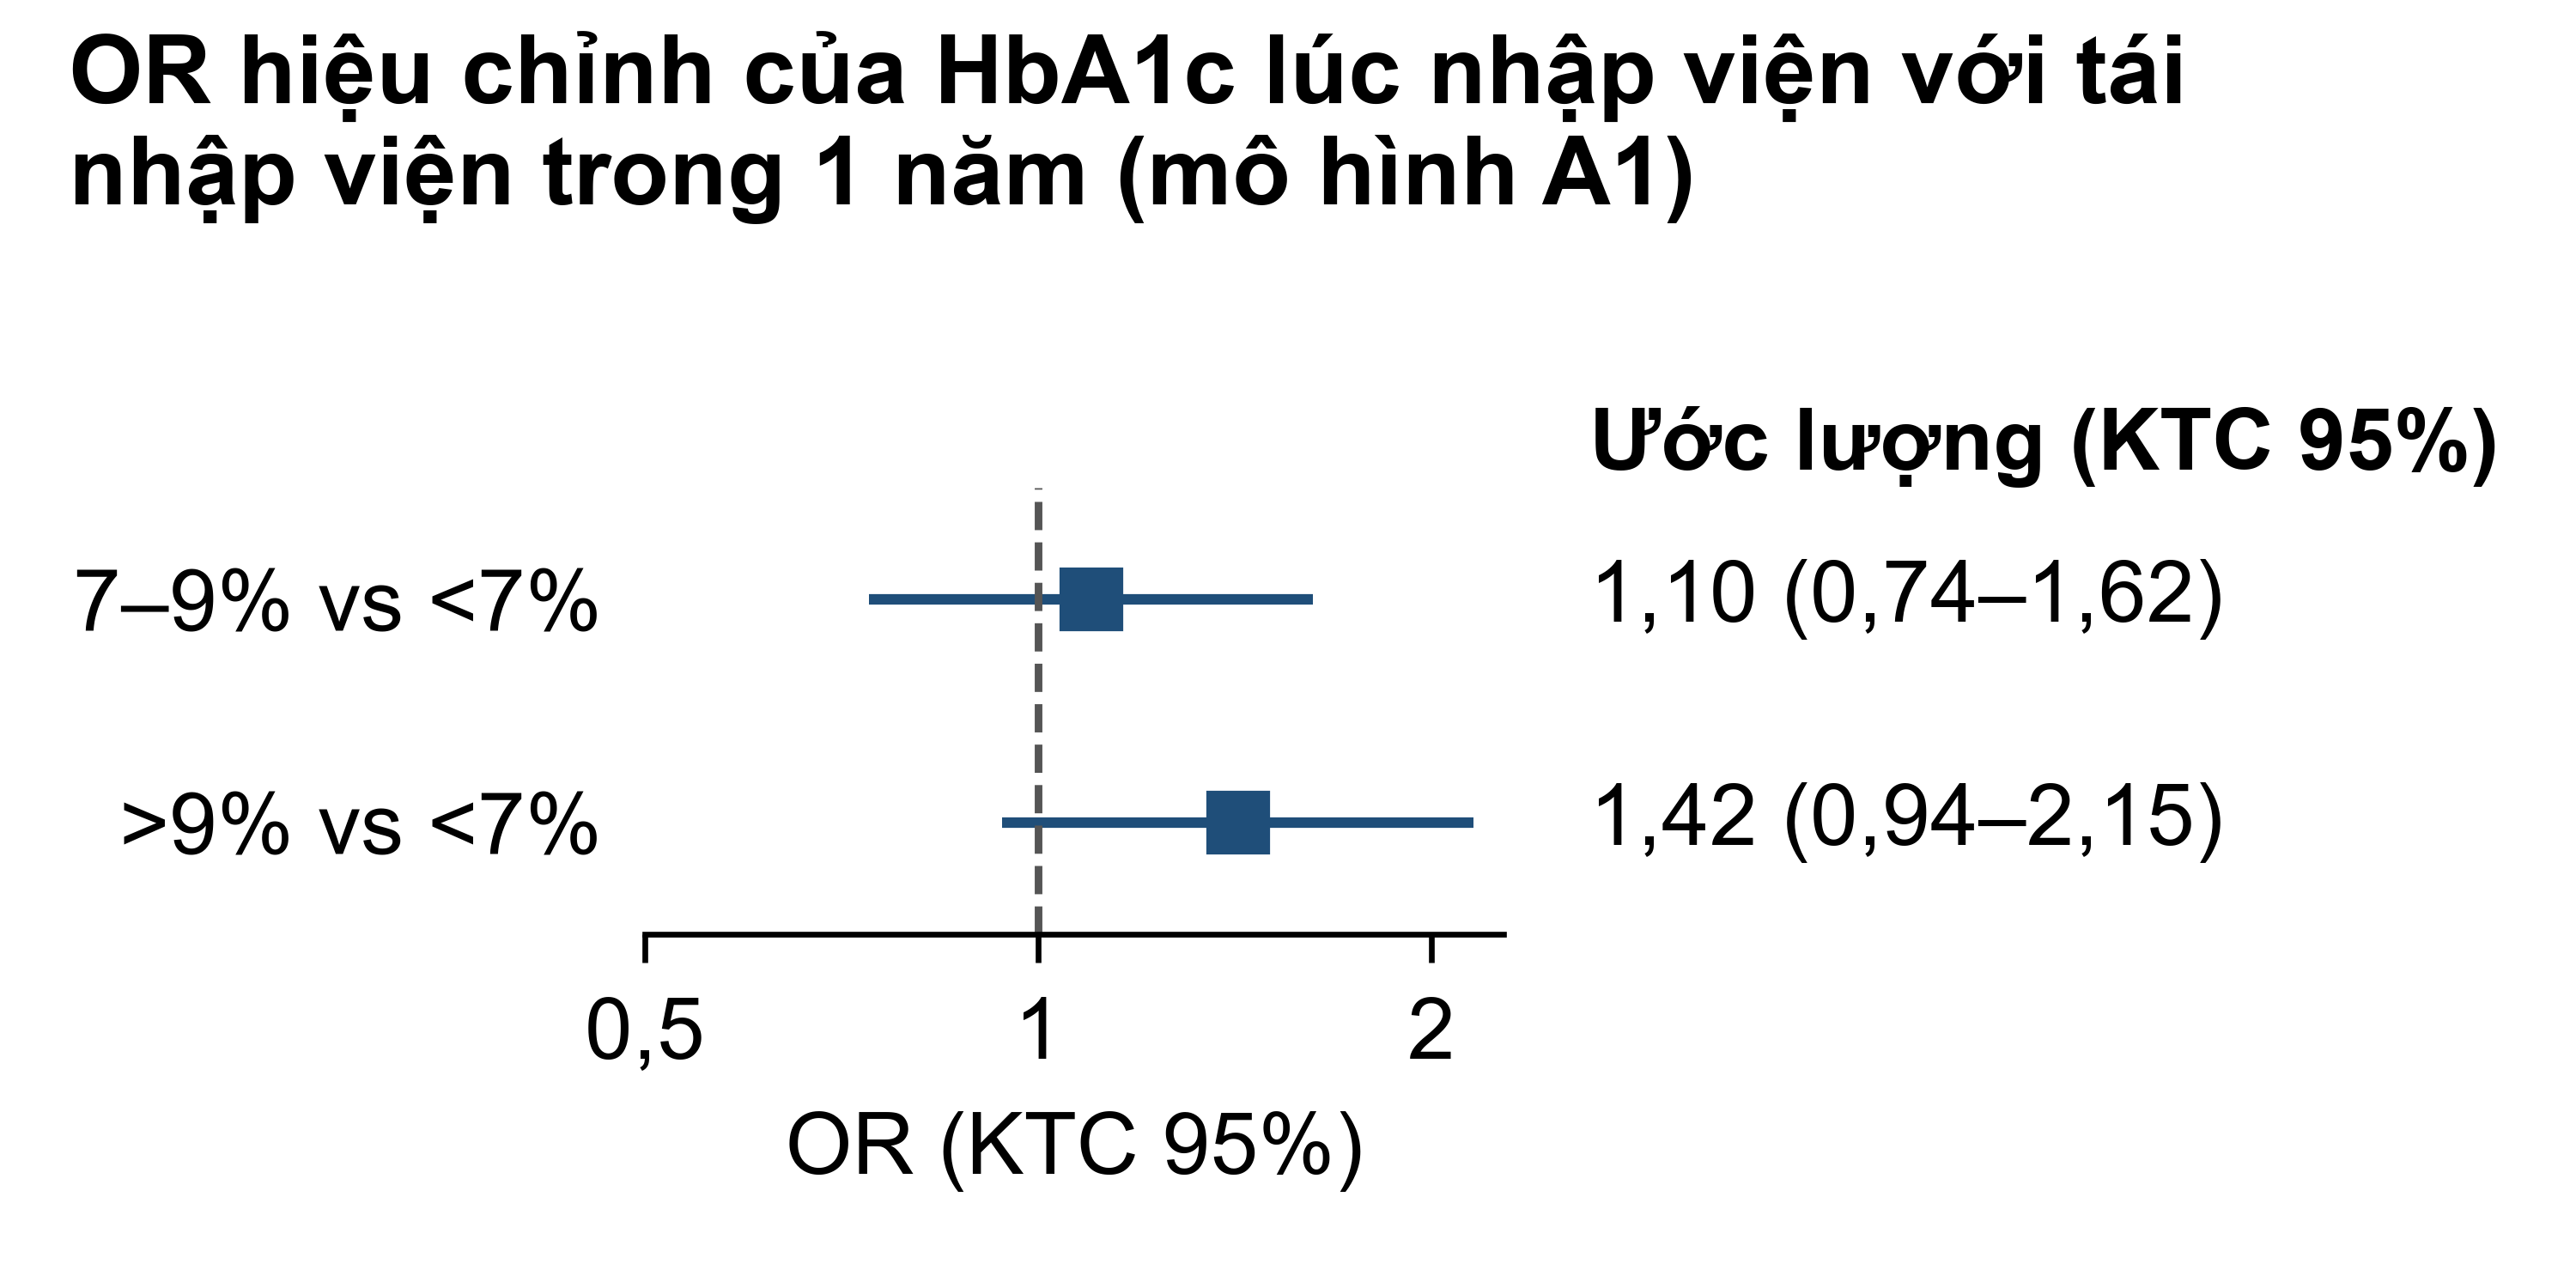 OR hiệu chỉnh của HbA1c lúc nhập viện với tái
nhập viện trong 1 năm (mô hình A1)
Ước lượng (KTC 95%)
7–9% vs <7%
1,10 (0,74–1,62)
>9% vs <7%
1,42 (0,94–2,15)
0,5
1
2
OR (KTC 95%)